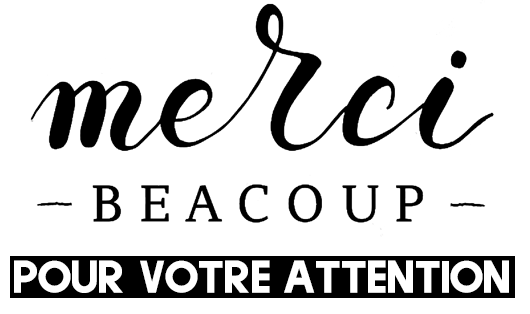 merci
- BEACOUP -
POUR VOTRE ATTENTION